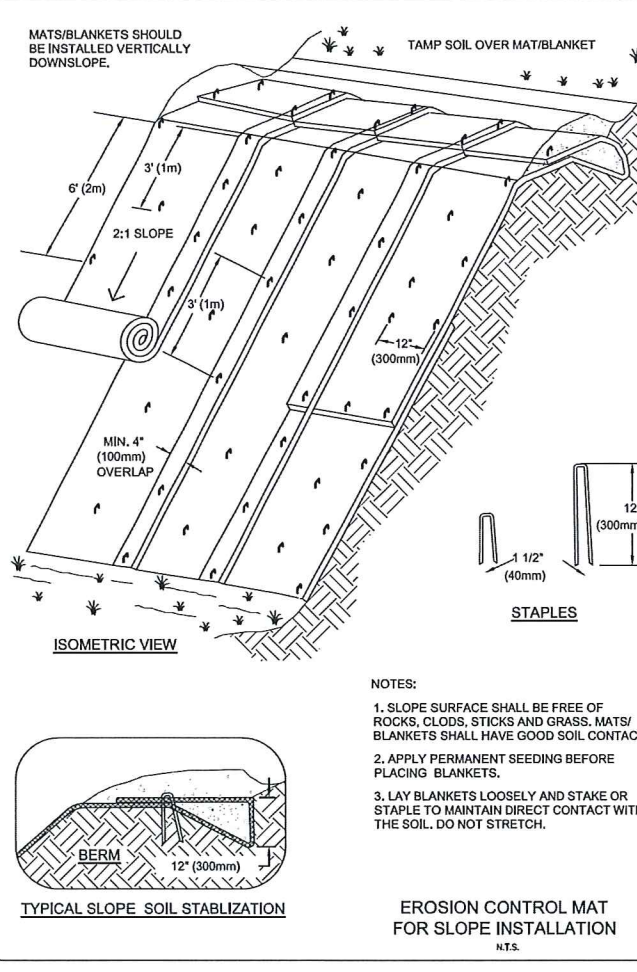 MATS/BLANKETS SHOULD
BE INSTALLED VERTICALLY
DOWNSLOPE.
TAMP SOIL OVER MAT/BLANKET
6' (2m)
3' (1m)
2:1 SLOPE
3' (1m)
12"
(300mm)
MIN. 4"
(100mm)
OVERLAP
ISOMETRIC VIEW
12
(300mm
1 1/2"
(40mm)
STAPLES
NOTES:
1. SLOPE SURFACE SHALL BE FREE OF
ROCKS, CLODS, STICKS AND GRASS. MATS/
BLANKETS SHALL HAVE GOOD SOIL CONTAC
2. APPLY PERMANENT SEEDING BEFORE
PLACING BLANKETS.
3. LAY BLANKETS LOOSELY AND STAKE OR
STAPLE TO MAINTAIN DIRECT CONTACT WIT
THE SOIL. DO NOT STRETCH.
BERM
12" (300mm)
TYPICAL SLOPE SOIL STABLIZATION
EROSION CONTROL MAT
FOR SLOPE INSTALLATION
N.T.S.